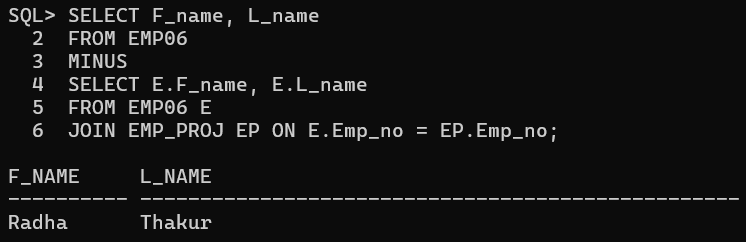 SQL> SELECT F_name, L_name
  2  FROM EMP06
  3  MINUS
  4  SELECT E.F_name, E.L_name
  5  FROM EMP06 E
  6  JOIN EMP_PROJ EP ON E.Emp_no = EP.Emp_no;

F_NAME     L_NAME
---------- --------------------------------------------------
Radha      Thakur